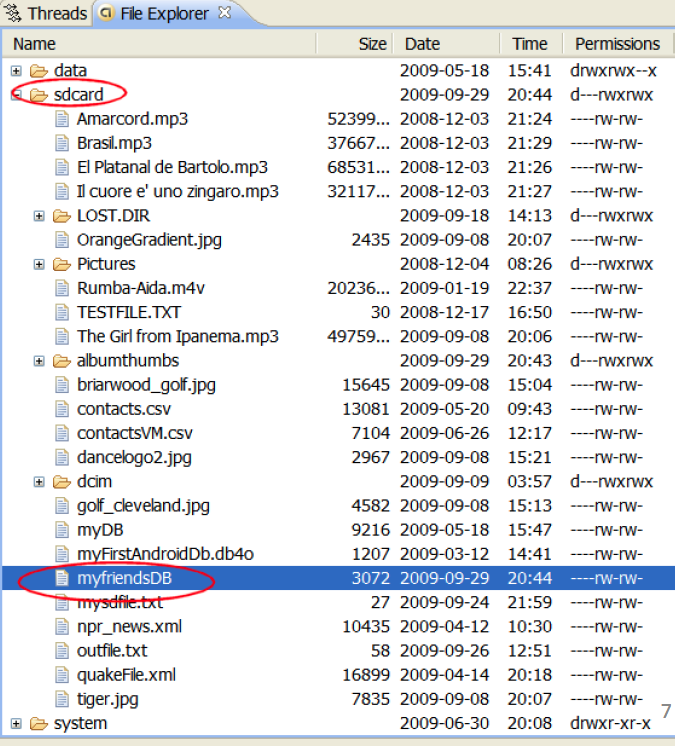 Threads File Explorer
Name Size Date Time Permissions
data 2009-05-18 15:41 drwxrwx--x
sdcard 2009-09-29 20:44 d---rwxrwx
Amarcord.mp3 52399... 2008-12-03 21:24 ----rw-rw-
Brasil.mp3 37667... 2008-12-03 21:29 ----rw-rw-
El Platanal de Bartolo.mp3 68531... 2008-12-03 21:26 ----rw-rw-
Il cuore e' uno zingaro.mp3 32117... 2008-12-03 21:27 ----rw-rw-
LOST.DIR 2009-09-18 14:13 d---rwxrwx
OrangeGradient.jpg 2435 2009-09-08 20:07 ----rw-rw-
Pictures 2008-12-04 08:26 d---rwxrwx
Rumba-Aida.m4v 20236... 2009-01-19 22:37 ----rw-rw-
TESTFILE.TXT 30 2008-12-17 16:50 ----rw-rw-
The Girl from Ipanema.mp3 49759... 2009-09-08 20:06 ----rw-rw-
albumthumbs 2009-09-29 20:43 d---rwxrwx
briarwood_golf.jpg 15645 2009-09-08 15:04 ----rw-rw-
contacts.csv 13081 2009-05-20 09:43 ----rw-rw-
contactsVM.csv 7104 2009-06-26 12:17 ----rw-rw-
dancelogo2.jpg 2967 2009-09-08 15:21 ----rw-rw-
dcim 2009-09-09 03:57 d---rwxrwx
golf_cleveland.jpg 4582 2009-09-08 15:13 ----rw-rw-
myDB 9216 2009-05-18 15:47 ----rw-rw-
myFirstAndroidDb.db4o 1207 2009-03-12 14:41 ----rw-rw-
myfriendsDB 3072 2009-09-29 20:44 ----rw-rw-
mysdfile.txt 27 2009-09-24 21:59 ----rw-rw-
npr_news.xml 10435 2009-04-12 10:30 ----rw-rw-
outfile.txt 58 2009-09-26 12:51 ----rw-rw-
quakeFile.xml 16899 2009-04-14 20:18 ----rw-rw-
tiger.jpg 7835 2009-09-08 20:07 ----rw-rw-
7
system 2009-06-30 20:08 drwxr-xr-x